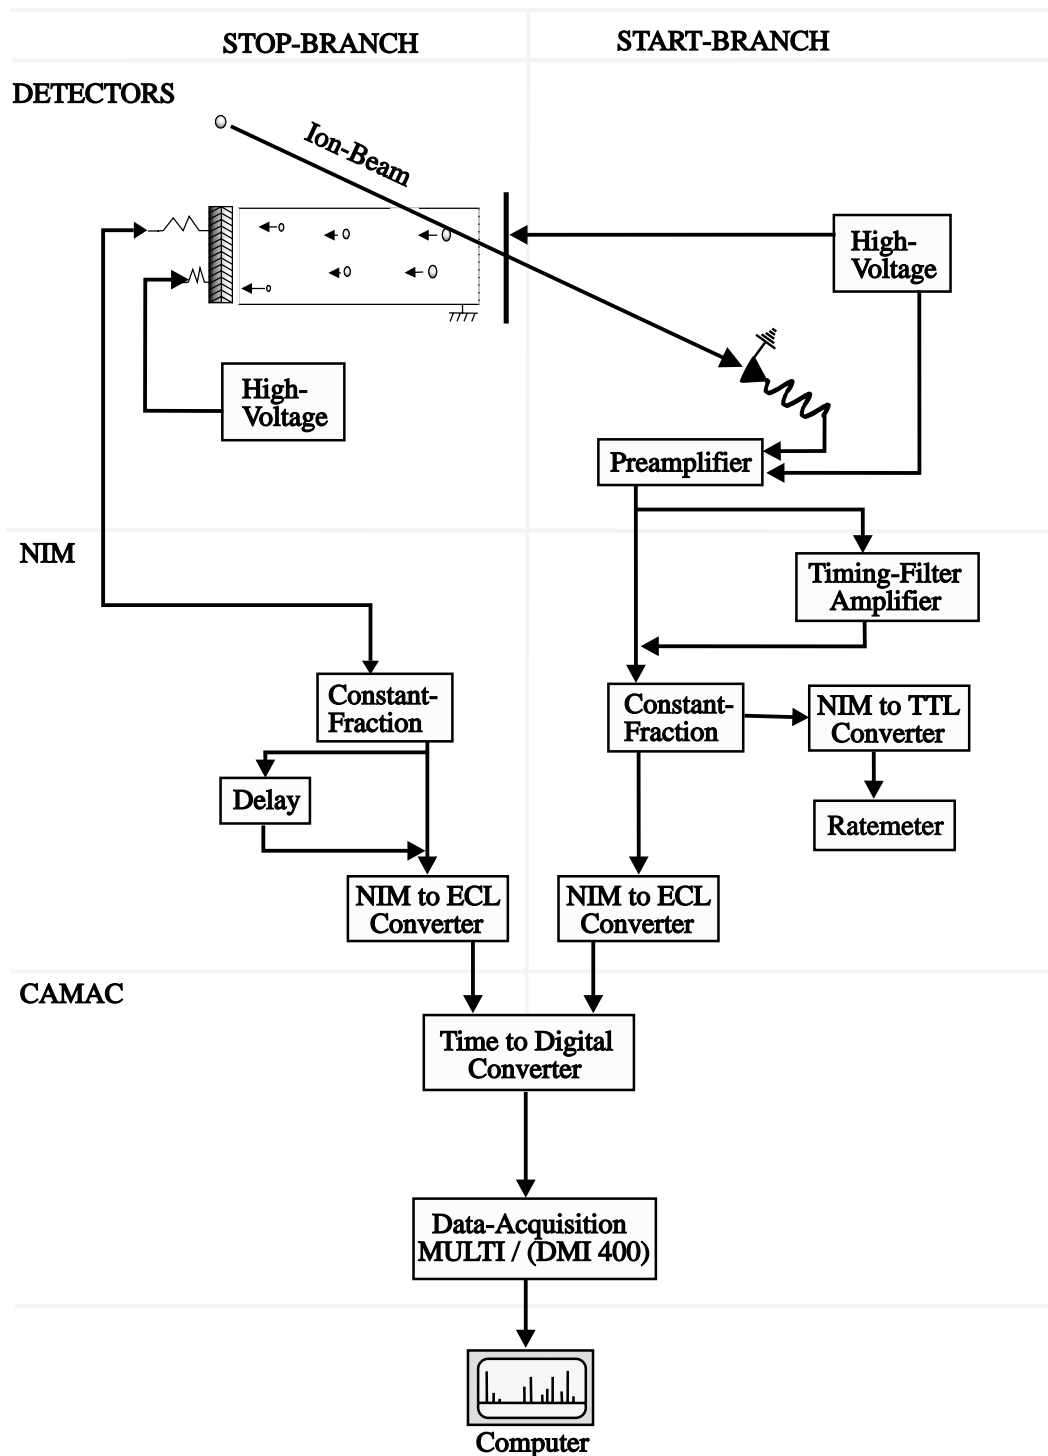 STOP-BRANCH
START-BRANCH
DETECTORS
Ion-Beam
High-
Voltage
High-
Voltage
Preamplifier
NIM
Timing-Filter
Amplifier
Constant-
Fraction
Constant-
Fraction
NIM to TTL
Converter
Delay
Ratemeter
NIM to ECL
Converter
NIM to ECL
Converter
CAMAC
Time to Digital
Converter
Data-Acquisition
MULTI / (DMI 400)
Computer